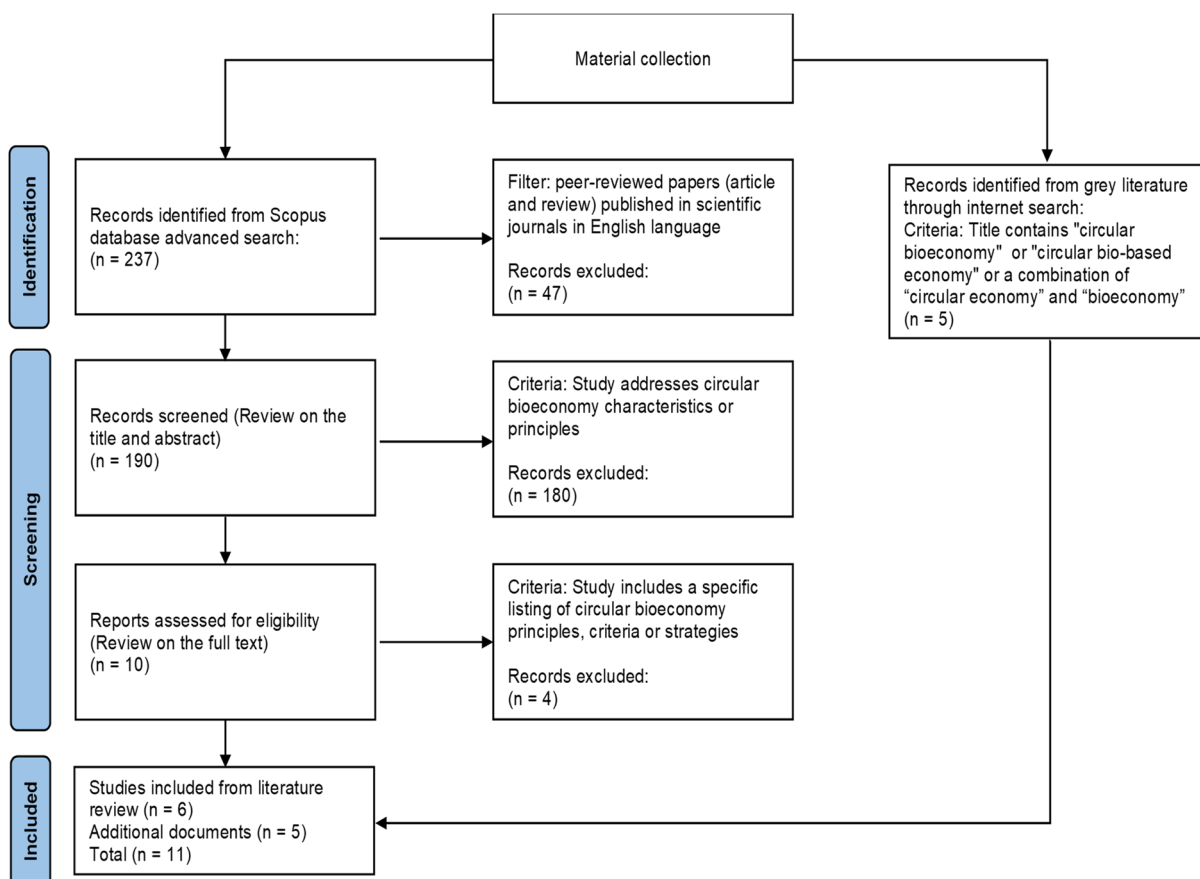 Material collection
Identification
Records identified from Scopus
database advanced search:
(n = 237)
Filter: peer-reviewed papers (article
and review) published in scientific
journals in English language
Records excluded:
(n = 47)
Records identified from grey literature
through internet search:
Criteria: Title contains "circular
bioeconomy" or "circular bio-based
economy" or a combination of
“circular economy” and “bioeconomy”
(n = 5)
Screening
Records screened (Review on the
title and abstract)
(n = 190)
Criteria: Study addresses circular
bioeconomy characteristics or
principles
Records excluded:
(n = 180)
Reports assessed for eligibility
(Review on the full text)
(n = 10)
Criteria: Study includes a specific
listing of circular bioeconomy
principles, criteria or strategies
Records excluded:
(n = 4)
Included
Studies included from literature
review (n = 6)
Additional documents (n = 5)
Total (n = 11)